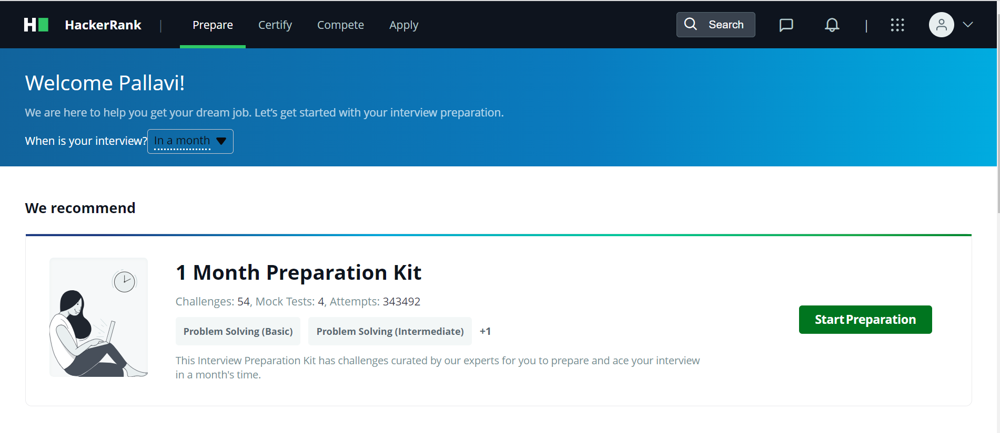 HackerRank | Prepare Certify Compete Apply Search |
Welcome Pallavi!
We are here to help you get your dream job. Let’s get started with your interview preparation.
When is your interview? In a month
We recommend
1 Month Preparation Kit
Challenges: 54, Mock Tests: 4, Attempts: 343492
Start Preparation
Problem Solving (Basic) Problem Solving (Intermediate) +1
This Interview Preparation Kit has challenges curated by our experts for you to prepare and ace your interview
in a month's time.